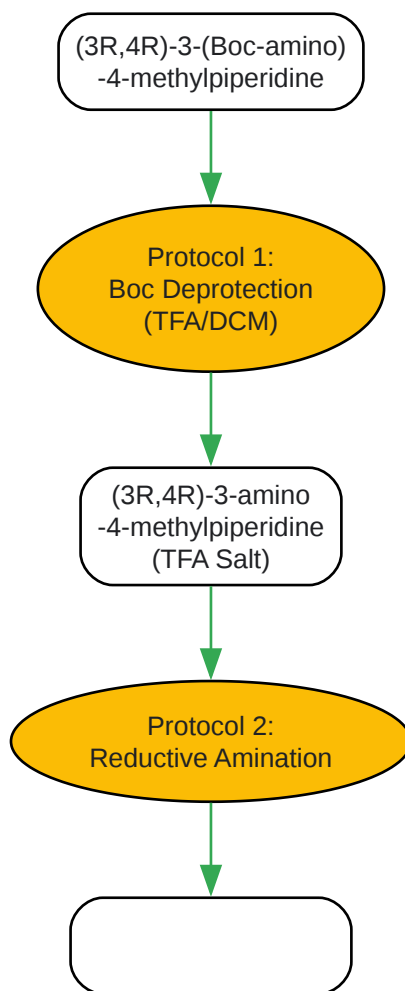 (3R,4R)-3-(Boc-amino)
-4-methylpiperidine
Protocol 1:
Boc Deprotection
(TFA/DCM)
(3R,4R)-3-amino
-4-methylpiperidine
(TFA Salt)
Protocol 2:
Reductive Amination